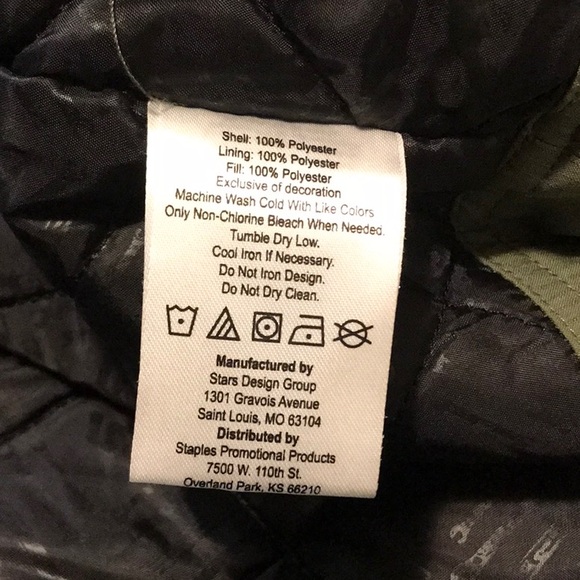 Shell: 100% Polyester
Lining: 100% Polyester
Fill: 100% Polyester
Exclusive of decoration
Machine Wash Cold With Like Colors
Only Non-Chlorine Bleach When Needed.
Tumble Dry Low.
Cool Iron If Necessary.
Do Not Iron Design.
Do Not Dry Clean.
Manufactured by
Stars Design Group
1301 Gravois Avenue
Saint Louis, MO 63104
Distributed by
Staples Promotional Products
7500 W. 110th St.
Overland Park, KS 66210